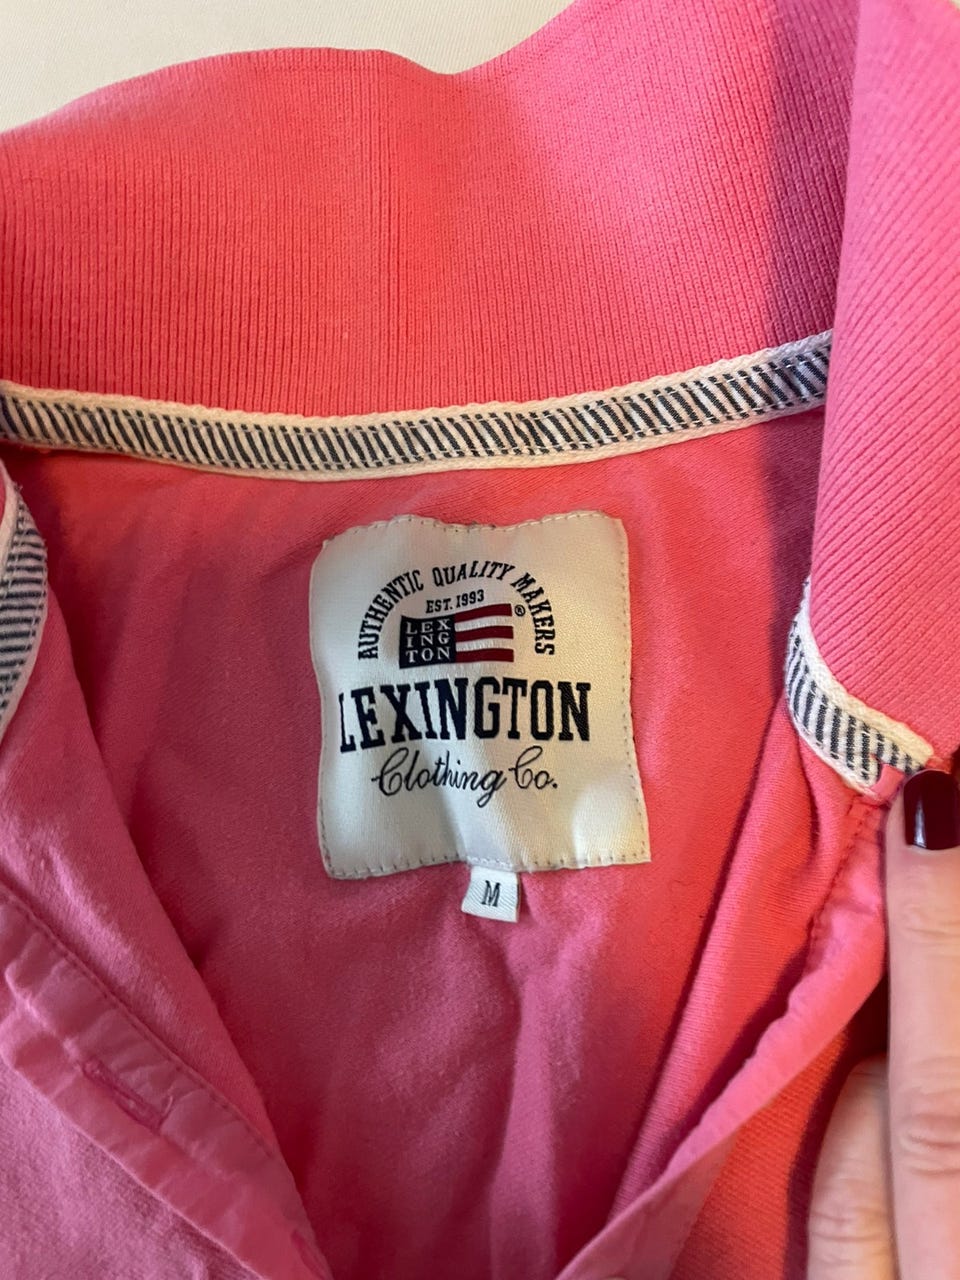 AUTHENTIC QUALITY MAKERS
EST. 1993
®
LEX
ING
TON
LEXINGTON
Clothing Co.
M